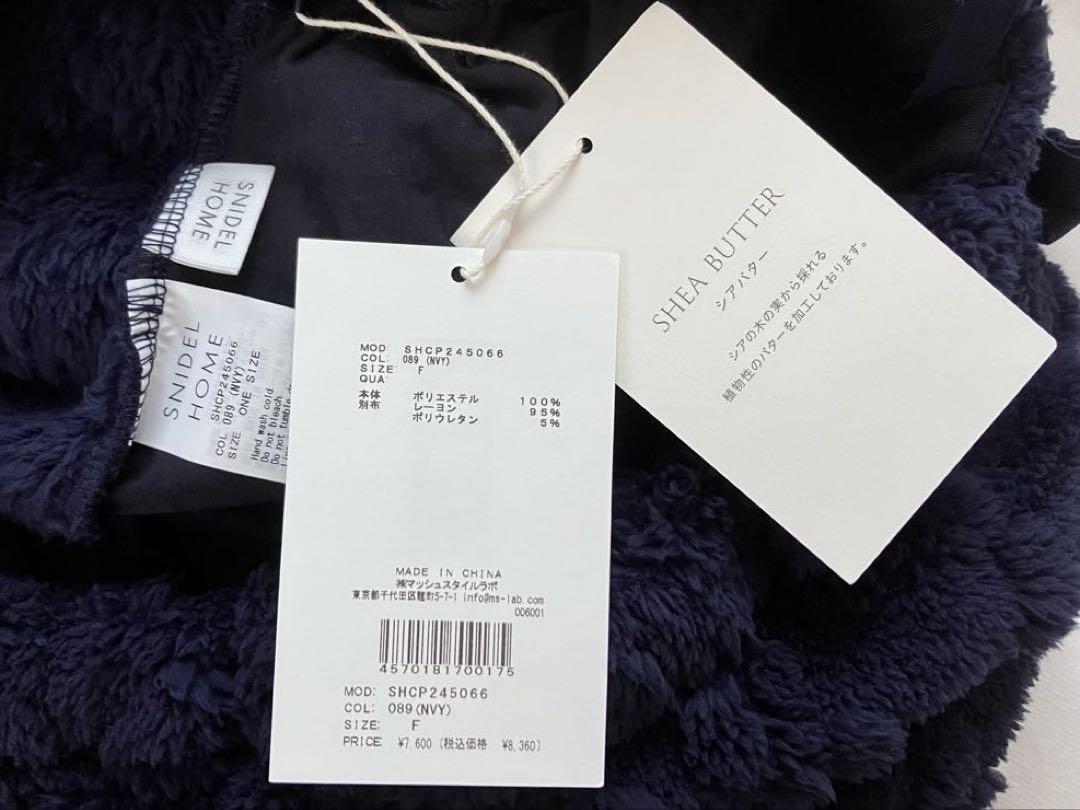 SNIDEL
HOME
SNIDEL
HOME
SHCP245066
COL 089 (NVY)
SIZE ONE SIZE
Hand wash cold
Do not bleach.
Do not tumble
MOD: SHCP245066
COL: 089 (NVY)
SIZE: F
QUA:
本体 ポリエステル 100%
別布 レーヨン 95%
ポリウレタン 5%
MADE IN CHINA
㈱マッシュスタイルラボ
東京都千代田区麹町5-7-1 info@ms-lab.com
006001
4570181700175
MOD: SHCP245066
COL: 089(NVY)
SIZE: F
PRICE: ¥7,600 (税込価格 ¥8,360)
SHEA BUTTER
シアバター
シアの木の実から採れる
植物性のバターを加工しております。